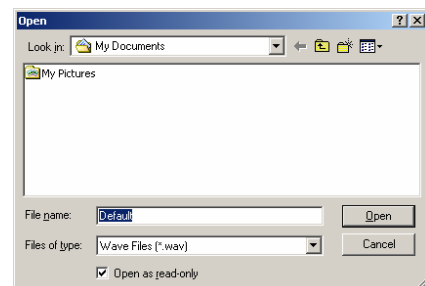 Open
Look in: My Documents
My Pictures
File name: Default Open
Files of type: Wave Files (*.wav) Cancel
Open as read-only